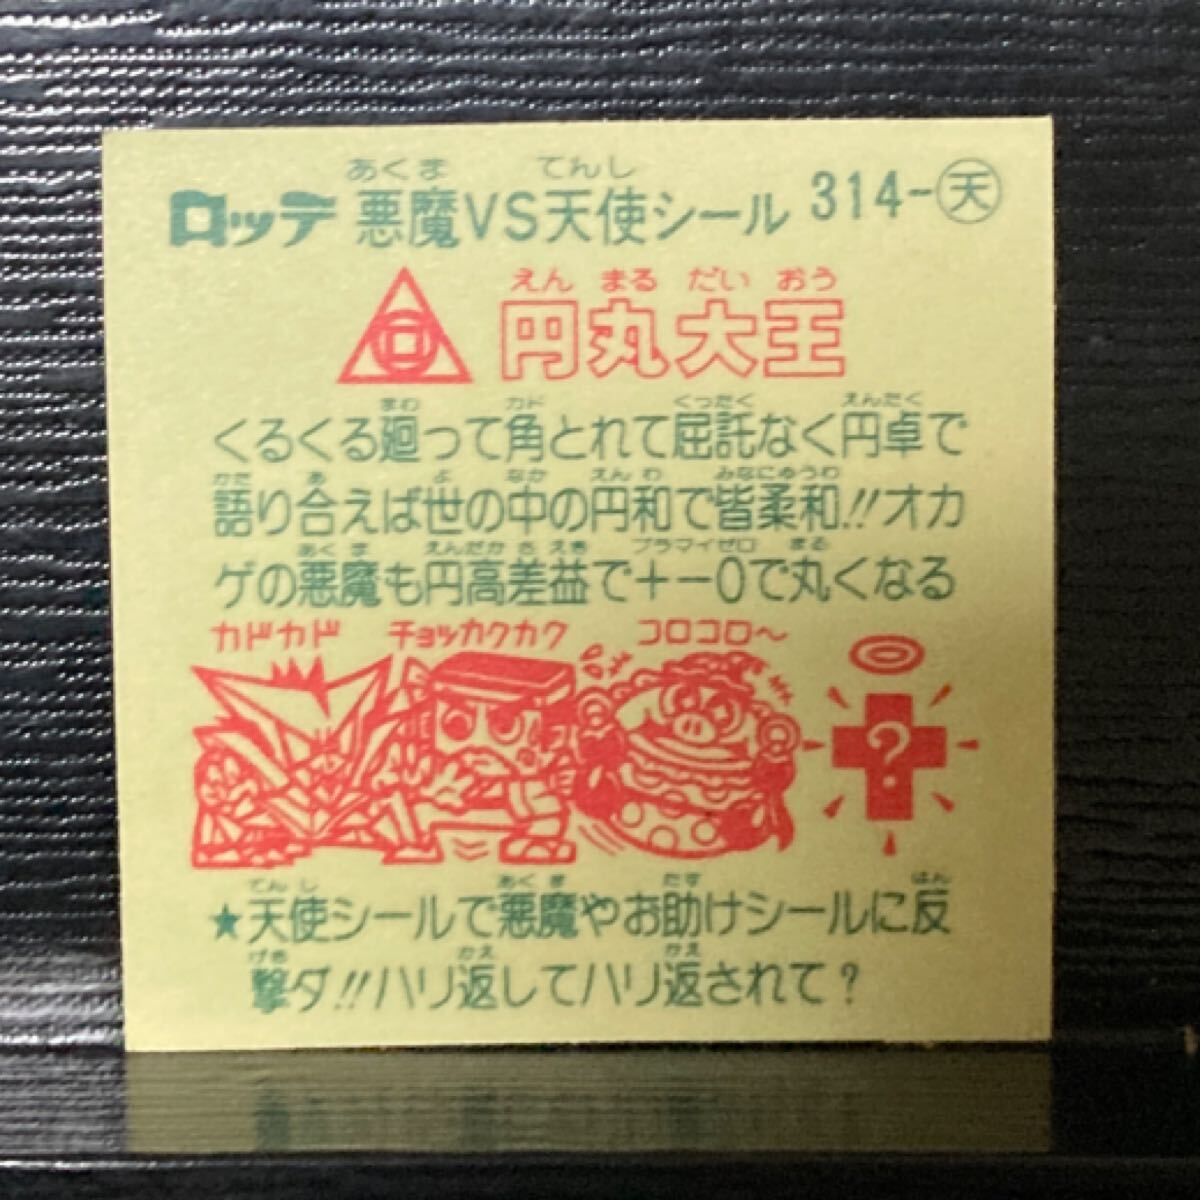 ロッテ 悪魔VS天使シール 314-天
あくま てんし
えん まる だい おう
円丸大王
ロ
まわ カド くったく えんたく
くるくる廻って角とれて屈託なく円卓で
かた あ よ なか えんわ みなにゅうわ
語り合えば世の中の円和で皆柔和!!オカ
あくま えんだかさえき プラマイゼロ まる
ゲの悪魔も円高差益で＋－0で丸くなる
カドカド チョッカクカク コロコロ〜
?
てんし あくま たす はん
★天使シールで悪魔やお助けシールに反
げき かえ かえ
撃ダ!!ハリ返してハリ返されて?